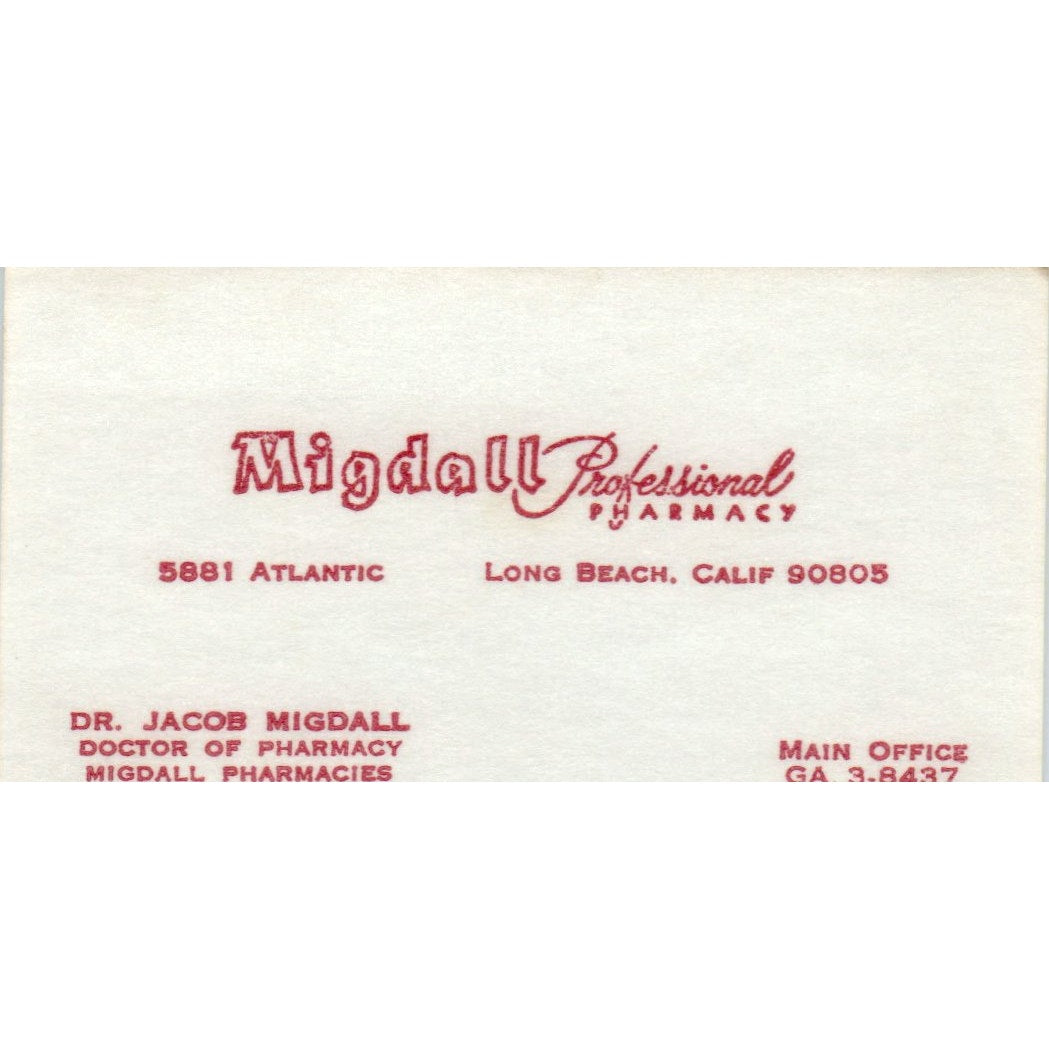 Migdall Professional
PHARMACY
5881 ATLANTIC LONG BEACH, CALIF 90805
DR. JACOB MIGDALL
DOCTOR OF PHARMACY MAIN OFFICE
MIGDALL PHARMACIES GA 3-8437